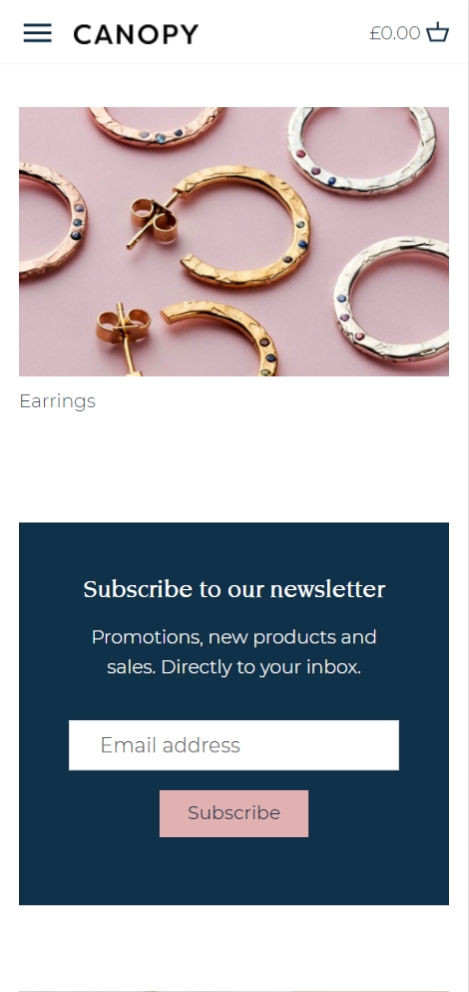 CANOPY
£0.00
Earrings
Subscribe to our newsletter
Promotions, new products and
sales. Directly to your inbox.
Email address
Subscribe